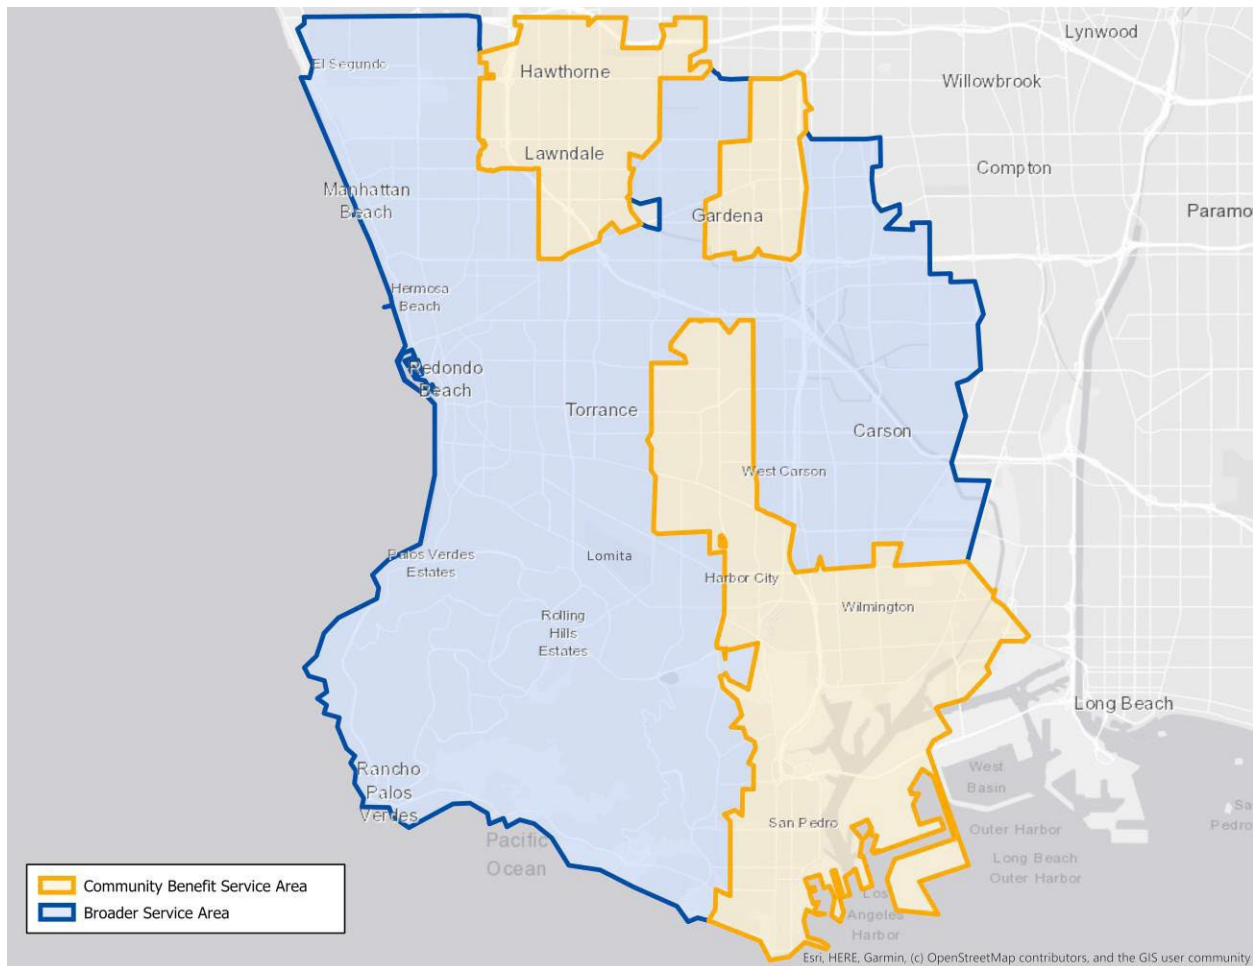 Lynwood
El Segundo
Hawthorne
Willowbrook
Lawndale
Compton
Manhattan
Beach
Gardena
Paramo
Hermosa
Beach
Redondo
Beach
Torrance
Carson
West Carson
Palos Verdes
Estates
Lomita
Harbor City
Wilmington
Rolling
Hills
Estates
Long Beach
Rancho
Palos
Verdes
West
Basin
Sa
Pedro
San Pedro
Outer Harbor
Pacific
Ocean
Long Beach
Outer Harbor
Los
Angeles
Harbor
Community Benefit Service Area
Broader Service Area
Esri, HERE, Garmin, (c) OpenStreetMap contributors, and the GIS user community